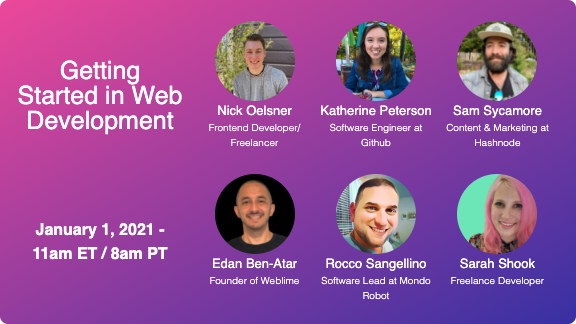 Getting
Started in Web
Development
January 1, 2021 -
11am ET / 8am PT
Nick Oelsner
Frontend Developer/
Freelancer
Katherine Peterson
Software Engineer at
Github
Sam Sycamore
Content & Marketing at
Hashnode
Edan Ben-Atar
Founder of Weblime
Rocco Sangellino
Software Lead at Mondo
Robot
Sarah Shook
Freelance Developer